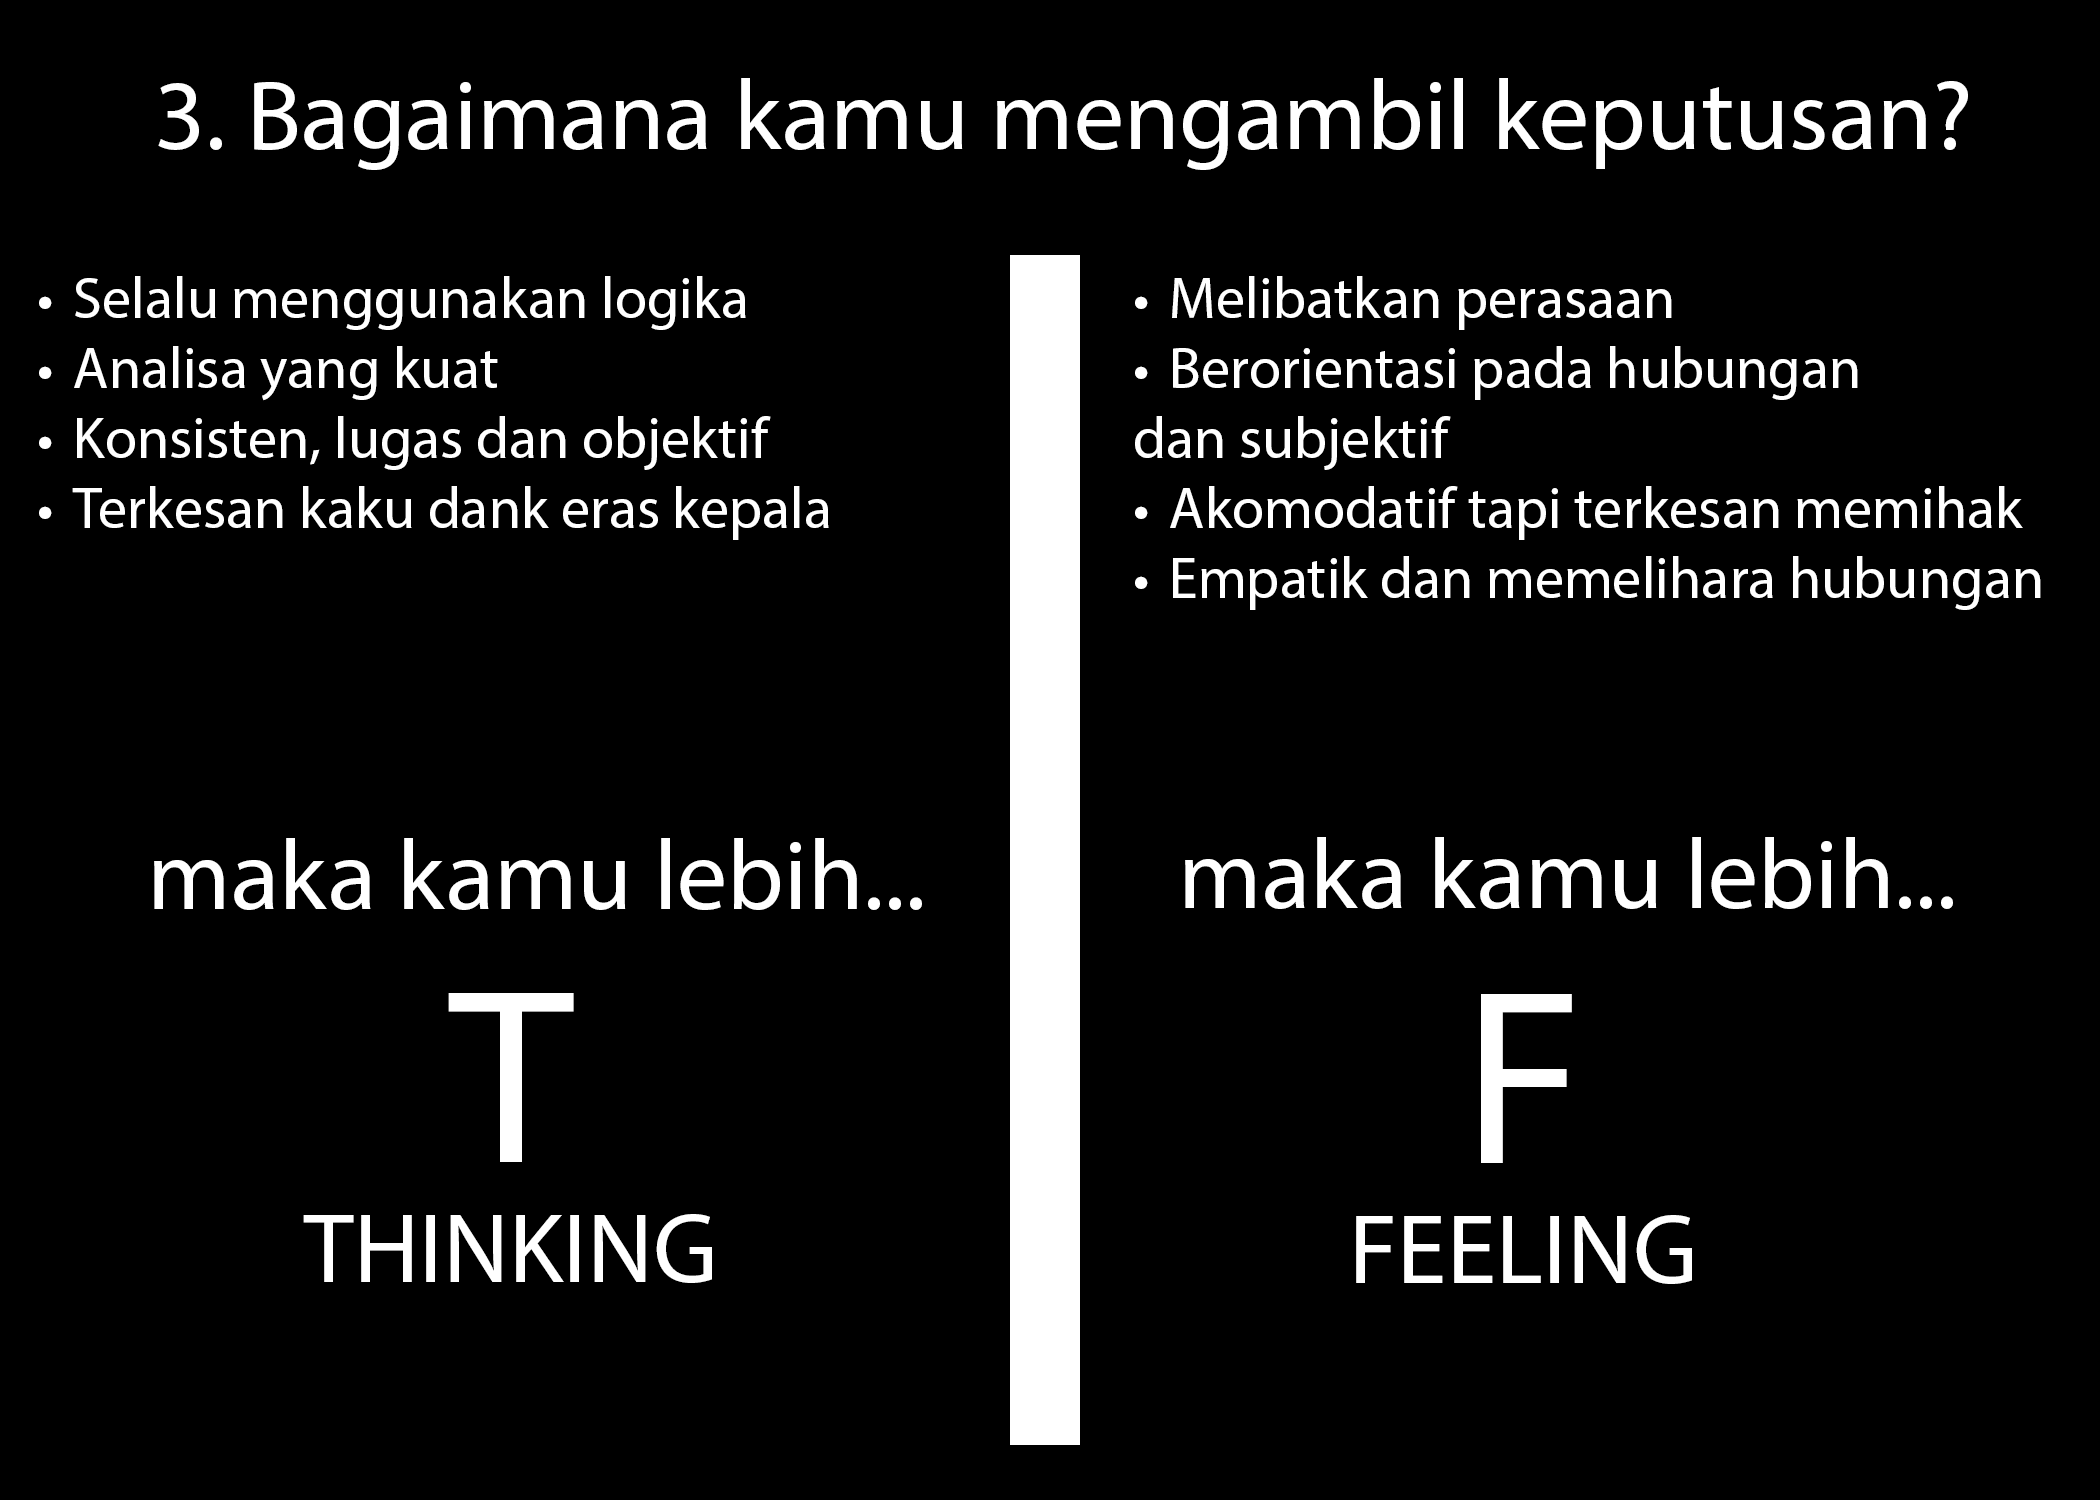 3. Bagaimana kamu mengambil keputusan?
• Selalu menggunakan logika
• Analisa yang kuat
• Konsisten, lugas dan objektif
• Terkesan kaku dank eras kepala
maka kamu lebih...
T
THINKING
• Melibatkan perasaan
• Berorientasi pada hubungan
dan subjektif
• Akomodatif tapi terkesan memihak
• Empatik dan memelihara hubungan
maka kamu lebih...
F
FEELING